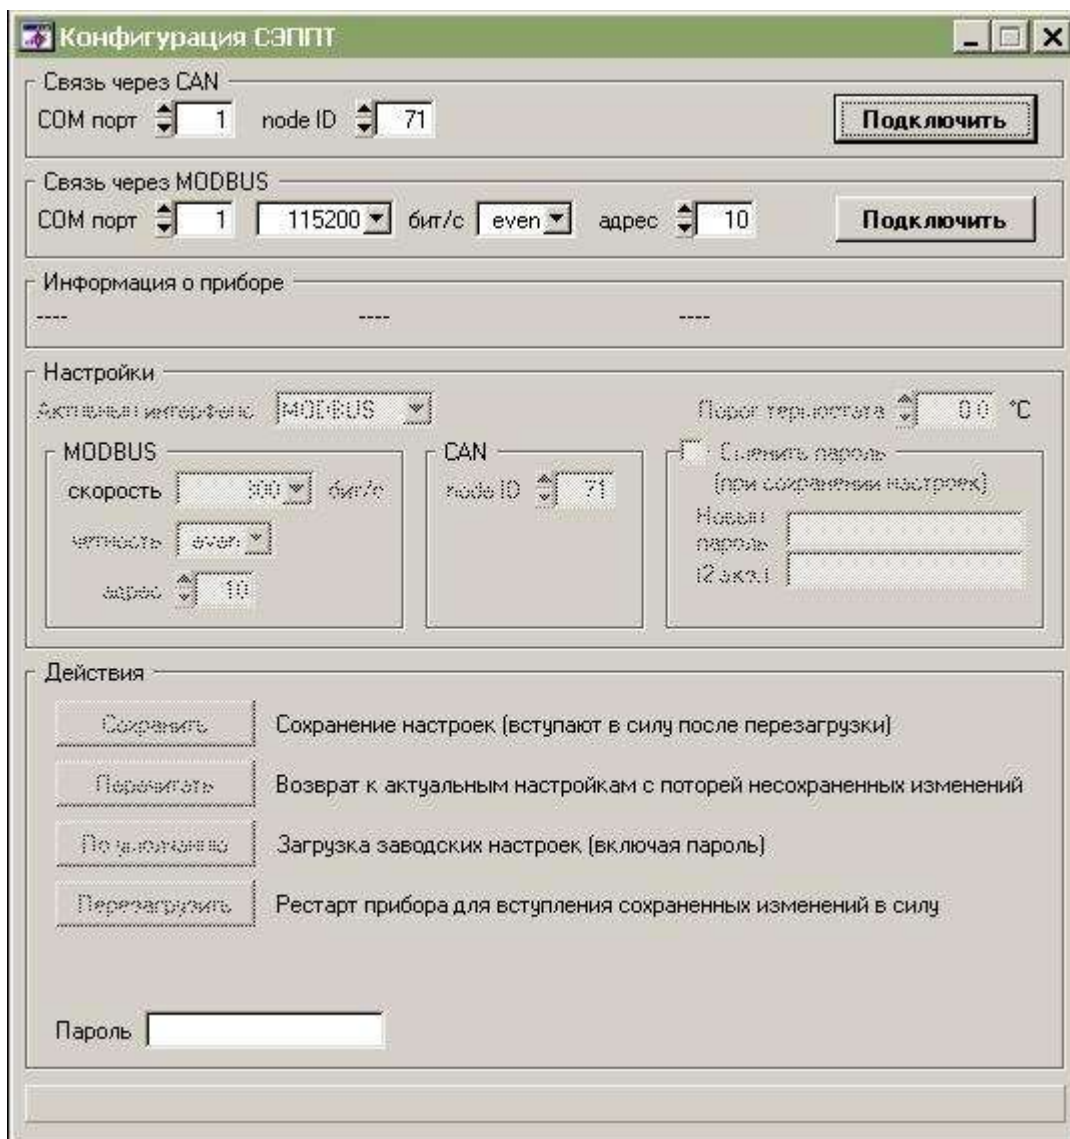 Конфигурация СЭППТ
Связь через CAN
COM порт 1 node ID 71 Подключить
Связь через MODBUS
COM порт 1 115200 бит/с even адрес 10 Подключить
Информация о приборе
---- ---- ----
Настройки
Активный интерфейс MODBUS Порог термостата 0.0 °C
MODBUS CAN Сменить пароль
скорость 300 бит/с node ID 71 (при сохранении настроек)
четность even Новый пароль
адрес 10 (2 экз.)
Действия
Сохранить Сохранение настроек (вступают в силу после перезагрузки)
Перечитать Возврат к актуальным настройкам с поторей несохраненных изменений
По умолчанию Загрузка заводских настроек (включая пароль)
Перезагрузить Рестарт прибора для вступления сохраненных изменений в силу
Пароль